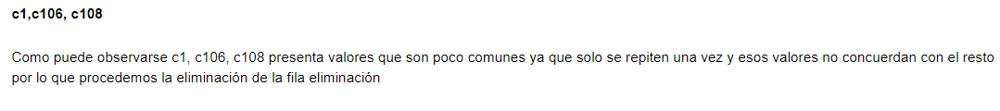 c1,c106, c108
Como puede observarse c1, c106, c108 presenta valores que son poco comunes ya que solo se repiten una vez y esos valores no concuerdan con el resto
por lo que procedemos la eliminación de la fila eliminación